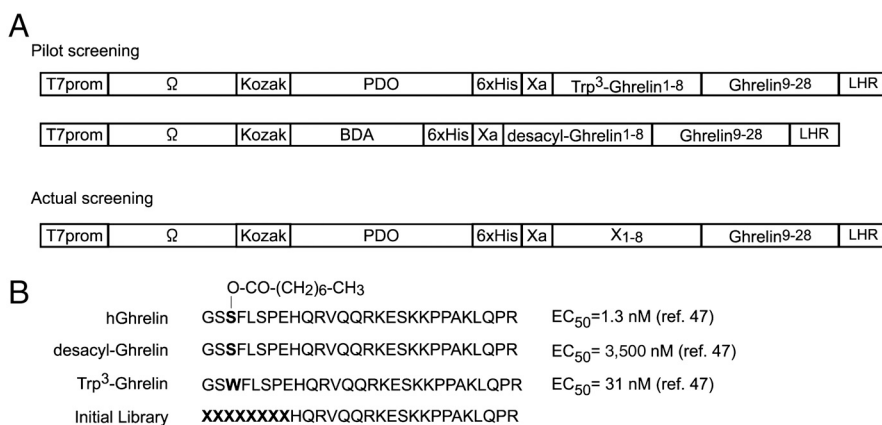 A
Pilot screening
T7prom Ω Kozak PDO 6xHis Xa Trp3-Ghrelin1-8 Ghrelin9-28 LHR
T7prom Ω Kozak BDA 6xHis Xa desacyl-Ghrelin1-8 Ghrelin9-28 LHR
Actual screening
T7prom Ω Kozak PDO 6xHis Xa X1-8 Ghrelin9-28 LHR
B
O-CO-(CH2)6-CH3
hGhrelin GSSFLSPEHQRVQQRKESKKPPAKLQPR EC50=1.3 nM (ref. 47)
desacyl-Ghrelin GSSFLSPEHQRVQQRKESKKPPAKLQPR EC50= 3,500 nM (ref. 47)
Trp3-Ghrelin GSWFLSPEHQRVQQRKESKKPPAKLQPR EC50= 31 nM (ref. 47)
Initial Library XXXXXXXXHQRVQQRKESKKPPAKLQPR